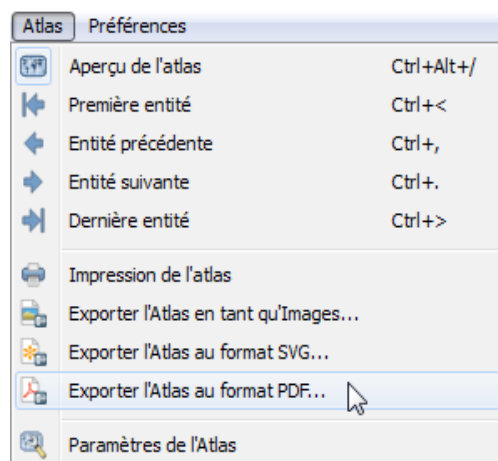 Atlas Préférences
Aperçu de l'atlas Ctrl+Alt+/
Première entité Ctrl+<
Entité précédente Ctrl+,
Entité suivante Ctrl+.
Dernière entité Ctrl+>
Impression de l'atlas
Exporter l'Atlas en tant qu'Images...
Exporter l'Atlas au format SVG...
Exporter l'Atlas au format PDF...
Paramètres de l'Atlas